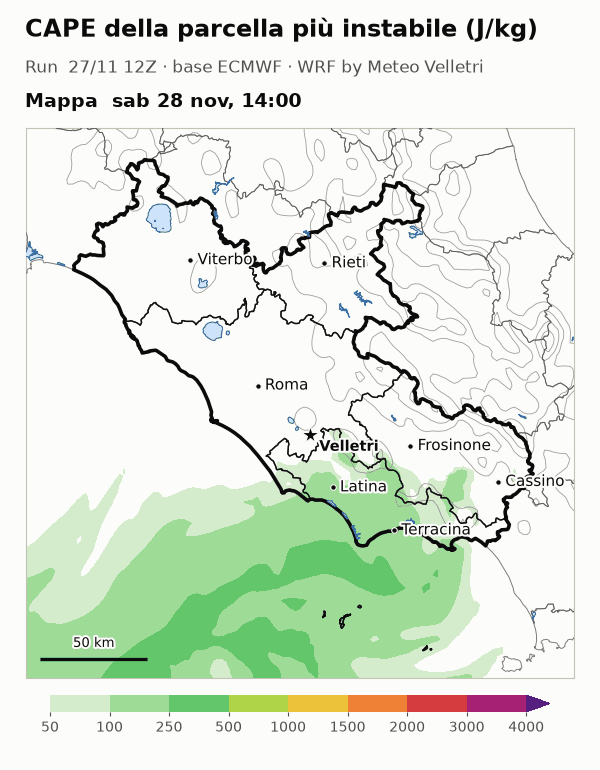 CAPE della parcella più instabile (J/kg)
Run  27/11 12Z · base ECMWF · WRF by Meteo Velletri
Mappa  sab 28 nov, 14:00
Viterbo
Rieti
Roma
Velletri
Frosinone
Cassino
Latina
Terracina
50 km
50 100 250 500 1000 1500 2000 3000 4000